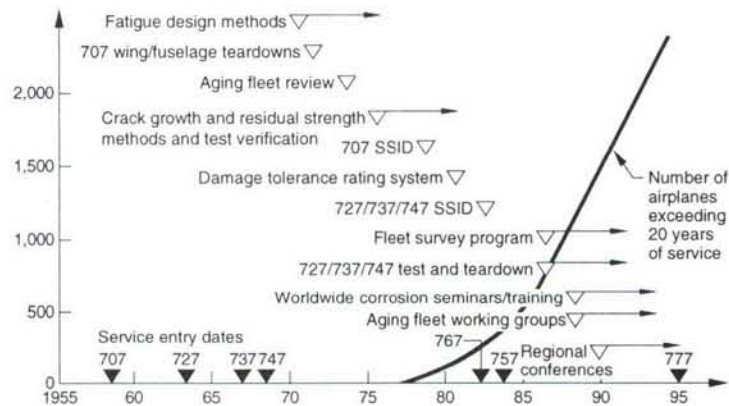 Fatigue design methods
707 wing/fuselage teardowns
2,000
Aging fleet review
Crack growth and residual strength
methods and test verification
1,500
707 SSID
Damage tolerance rating system
Number of
airplanes
exceeding
20 years
of service
727/737/747 SSID
1,000
Fleet survey program
727/737/747 test and teardown
500
Worldwide corrosion seminars/training
Aging fleet working groups
Service entry dates
707
727
737 747
767
757
Regional
conferences
777
0
1955 60 65 70 75 80 85 90 95